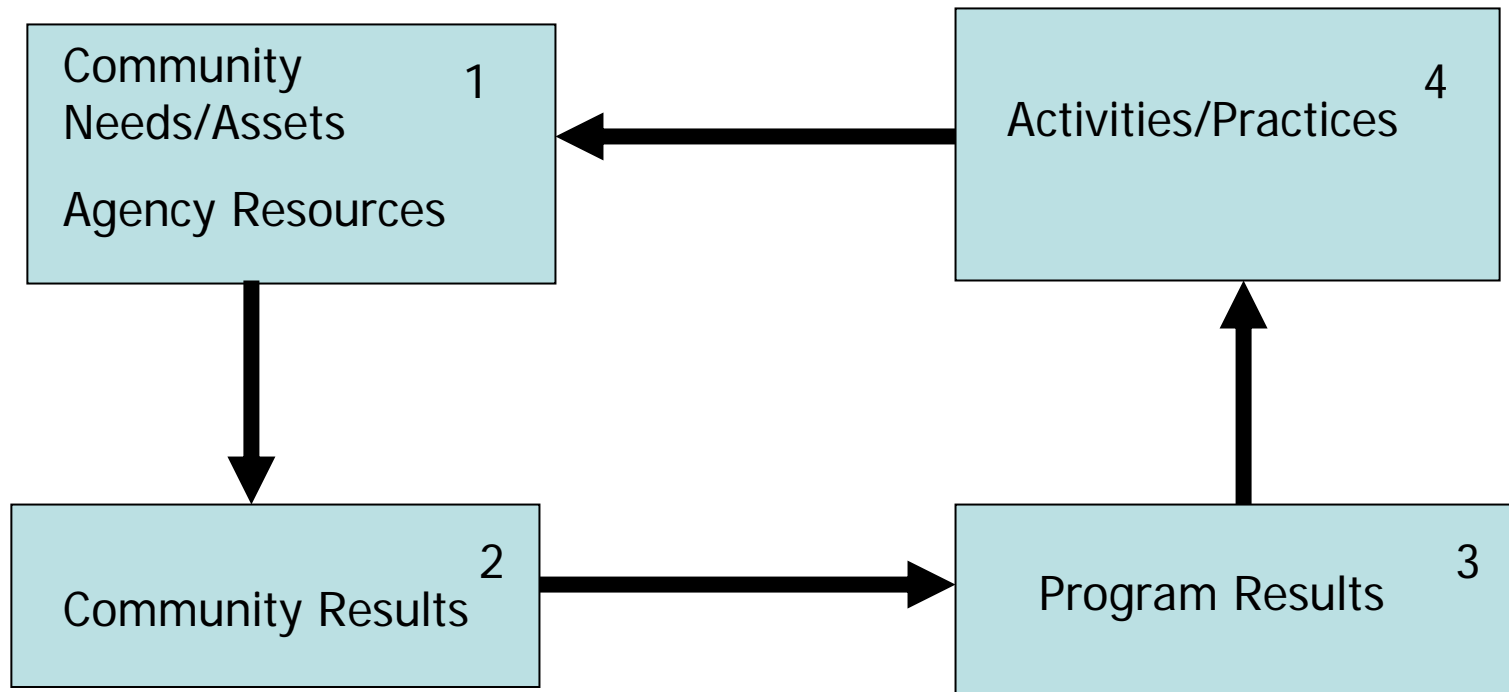 Community
Needs/Assets
1
Agency Resources
Community Results
2
Program Results
3
Activities/Practices
4